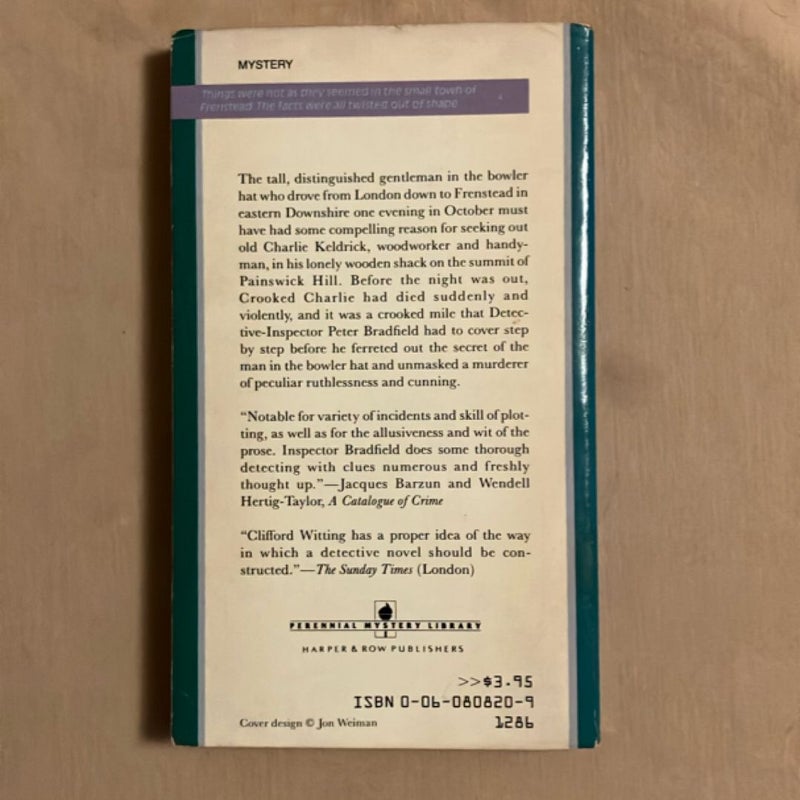 MYSTERY
Things were not as they seemed in the small town of
Frenstead. The facts were all twisted out of shape
The tall, distinguished gentleman in the bowler
hat who drove from London down to Frenstead in
eastern Downshire one evening in October must
have had some compelling reason for seeking out
old Charlie Keldrick, woodworker and handy-
man, in his lonely wooden shack on the summit of
Painswick Hill. Before the night was out,
Crooked Charlie had died suddenly and
violently, and it was a crooked mile that Detec-
tive-Inspector Peter Bradfield had to cover step
by step before he ferreted out the secret of the
man in the bowler hat and unmasked a murderer
of peculiar ruthlessness and cunning.
“Notable for variety of incidents and skill of plot-
ting, as well as for the allusiveness and wit of the
prose. Inspector Bradfield does some thorough
detecting with clues numerous and freshly
thought up.”—Jacques Barzun and Wendell
Hertig-Taylor, A Catalogue of Crime
“Clifford Witting has a proper idea of the way
in which a detective novel should be con-
structed.”—The Sunday Times (London)
PERENNIAL MYSTERY LIBRARY
HARPER & ROW PUBLISHERS
>>$3.95
ISBN 0-06-080820-9
Cover design © Jon Weiman
1286